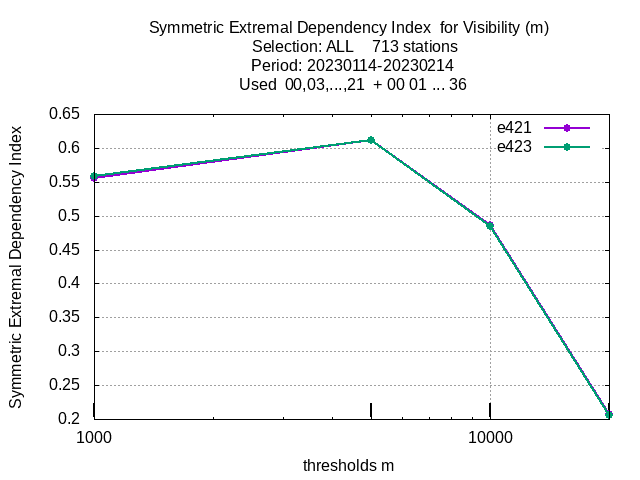 Symmetric Extremal Dependency Index  for Visibility (m)
Selection: ALL    713 stations
Period: 20230114-20230214
Used  00,03,...,21  + 00 01 ... 36
e421
e423
Symmetric Extremal Dependency Index
0.65
0.6
0.55
0.5
0.45
0.4
0.35
0.3
0.25
0.2
1000
10000
thresholds m